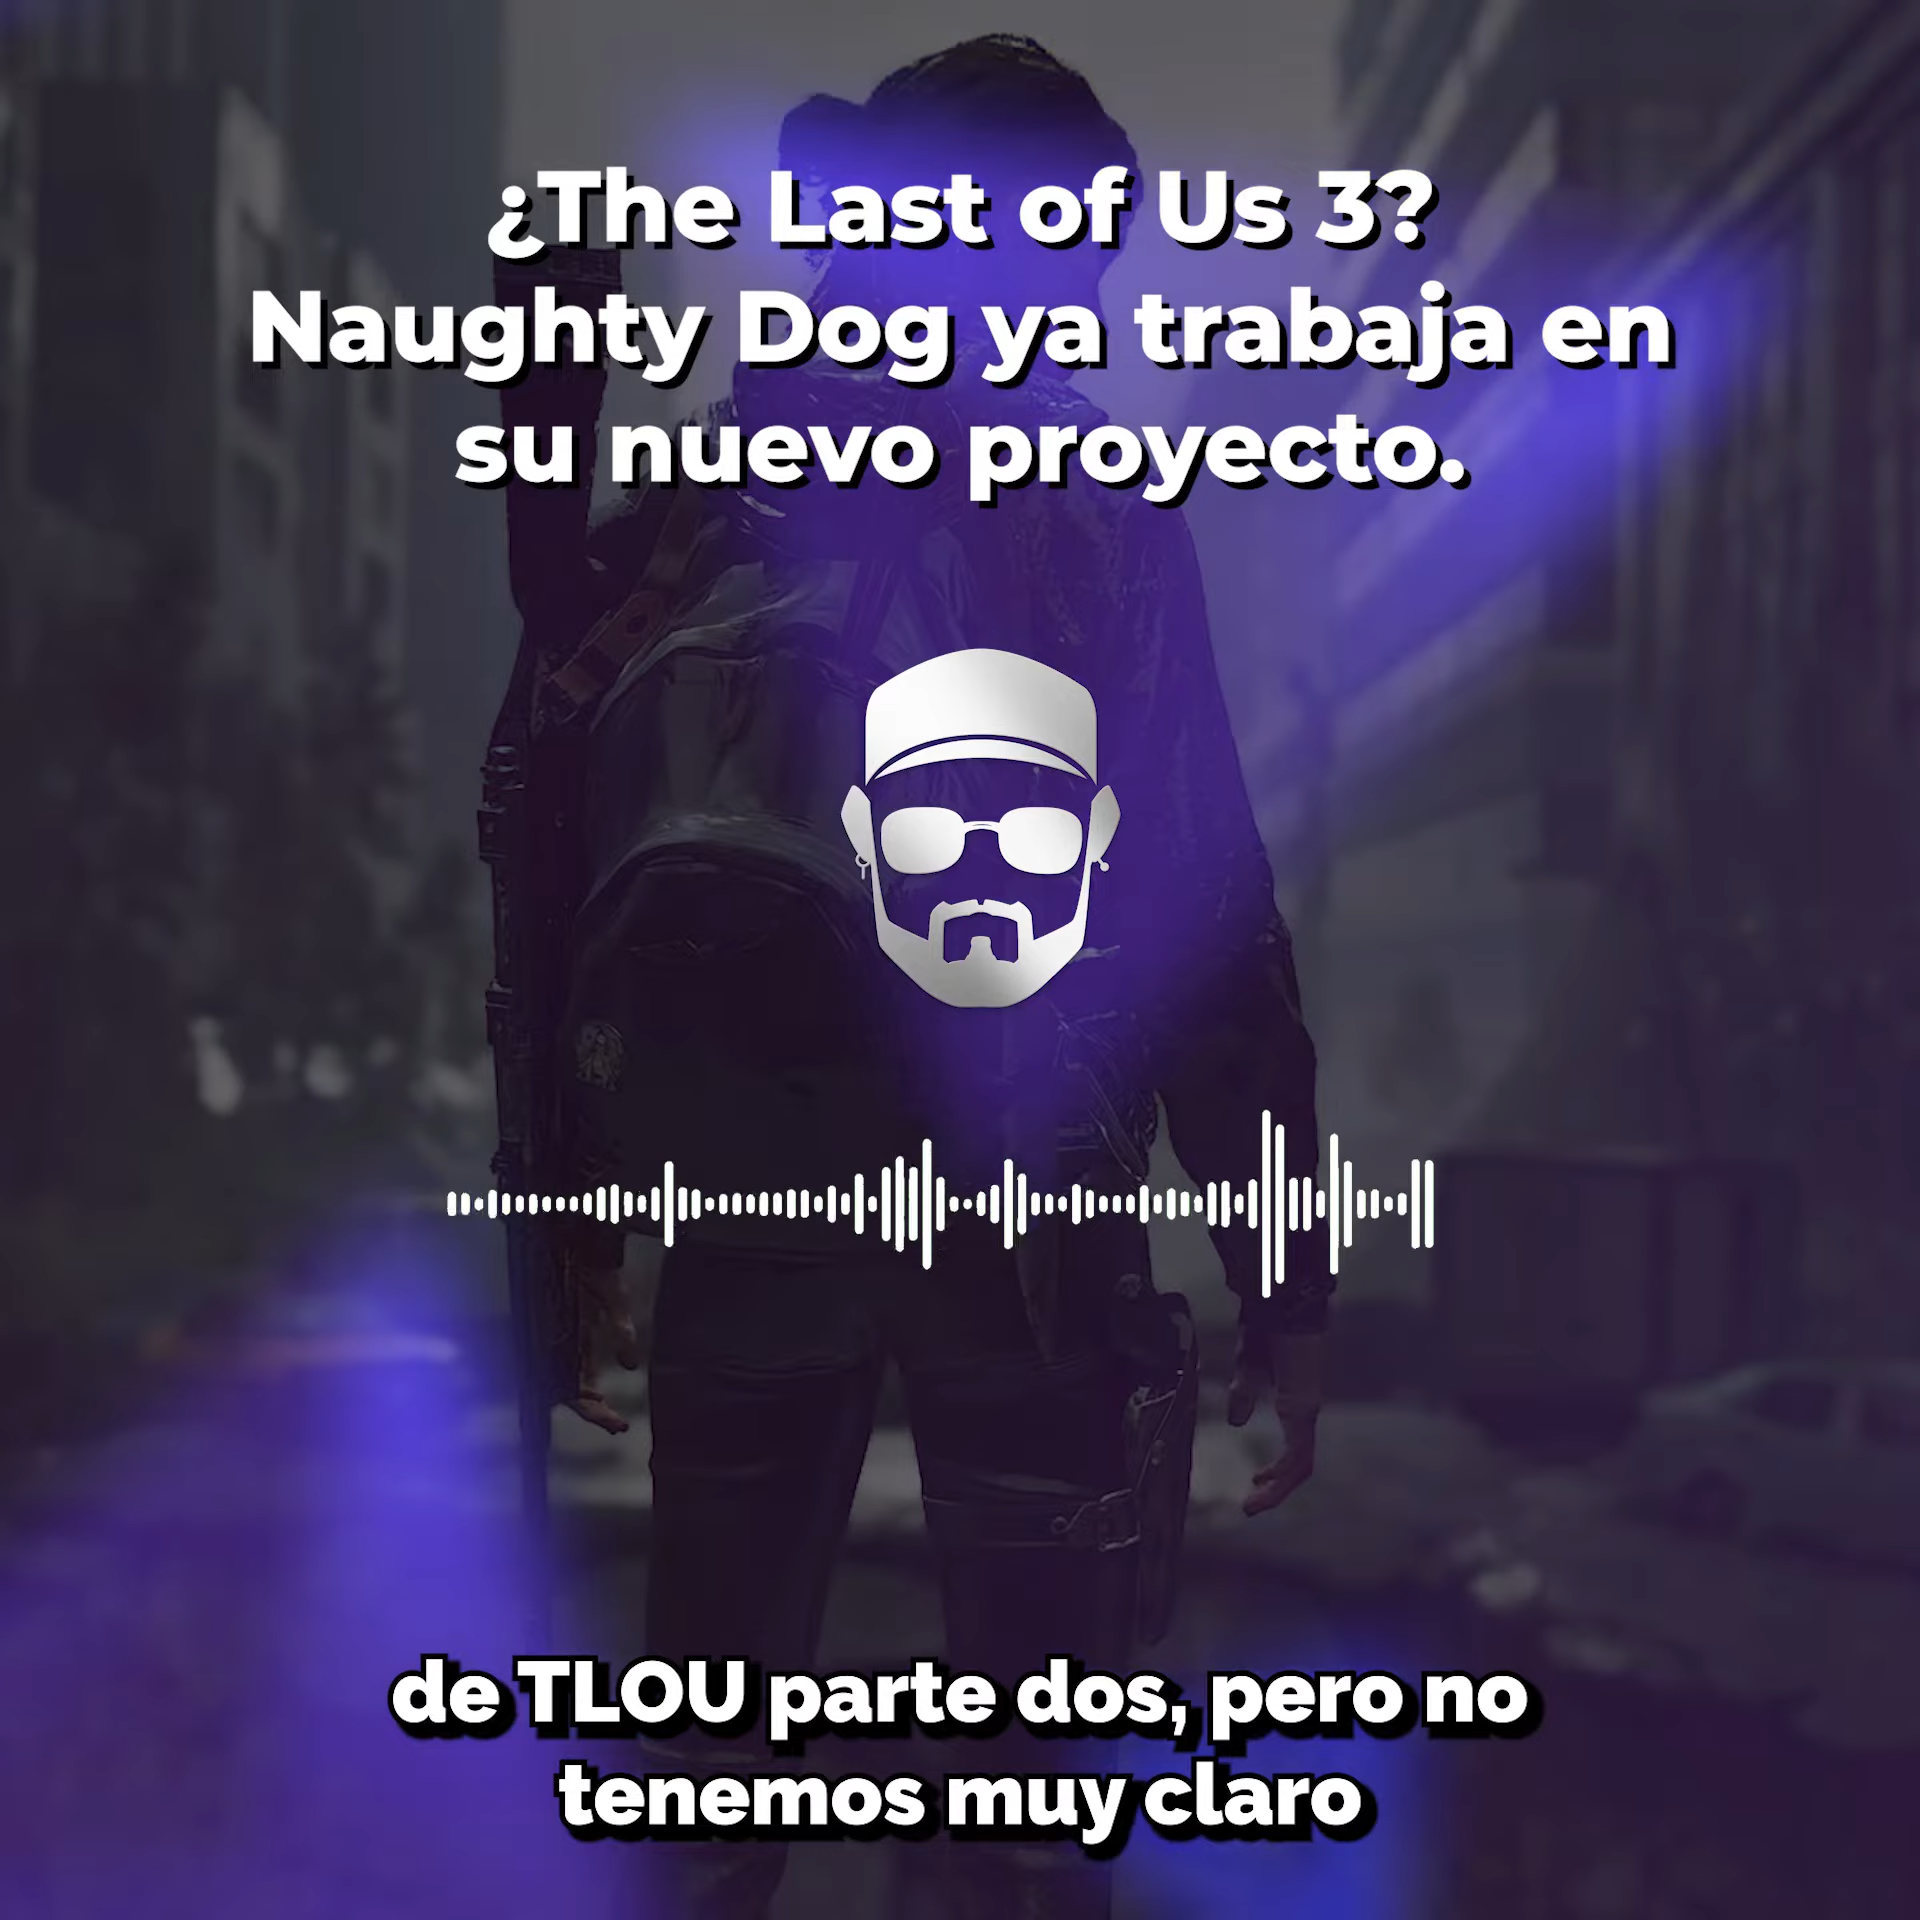 ¿The Last of Us 3?
Naughty Dog ya trabaja en
su nuevo proyecto.
de TLOU parte dos, pero no
tenemos muy claro